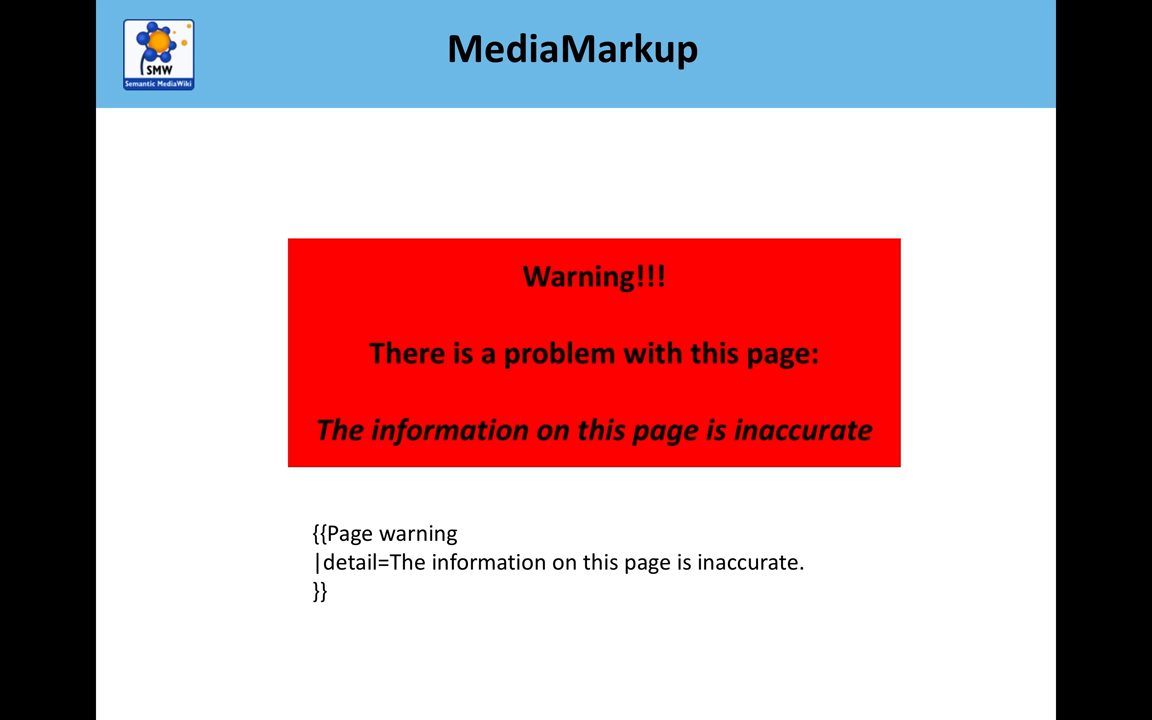 SMW
Semantic MediaWiki
MediaMarkup
Warning!!!
There is a problem with this page:
The information on this page is inaccurate
{{Page warning
|detail=The information on this page is inaccurate.
}}